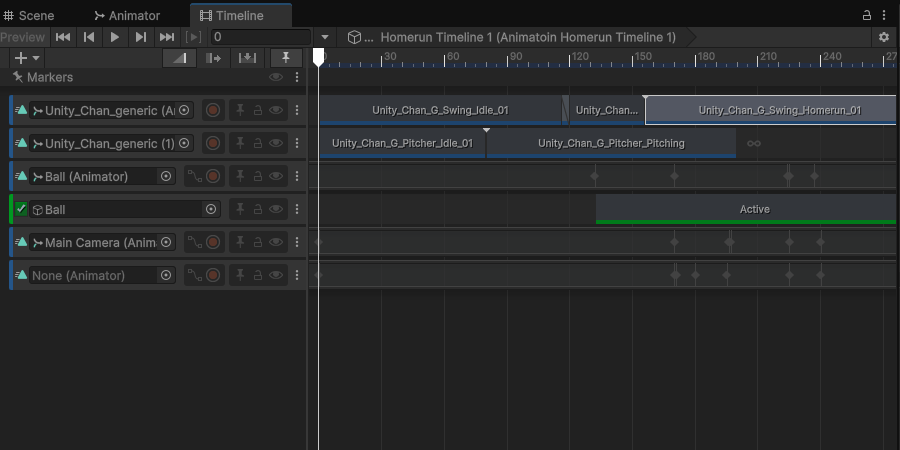 Scene Animator Timeline
Preview 0 ... Homerun Timeline 1 (Animatoin Homerun Timeline 1)
30 60 90 120 150 180 210 240
Markers
Unity_Chan_generic (A Unity_Chan_G_Swing_Idle_01 Unity_Chan... Unity_Chan_G_Swing_Homerun_01
Unity_Chan_generic (1) Unity_Chan_G_Pitcher_Idle_01 Unity_Chan_G_Pitcher_Pitching
Ball (Animator)
Ball Active
Main Camera (Anim
None (Animator)